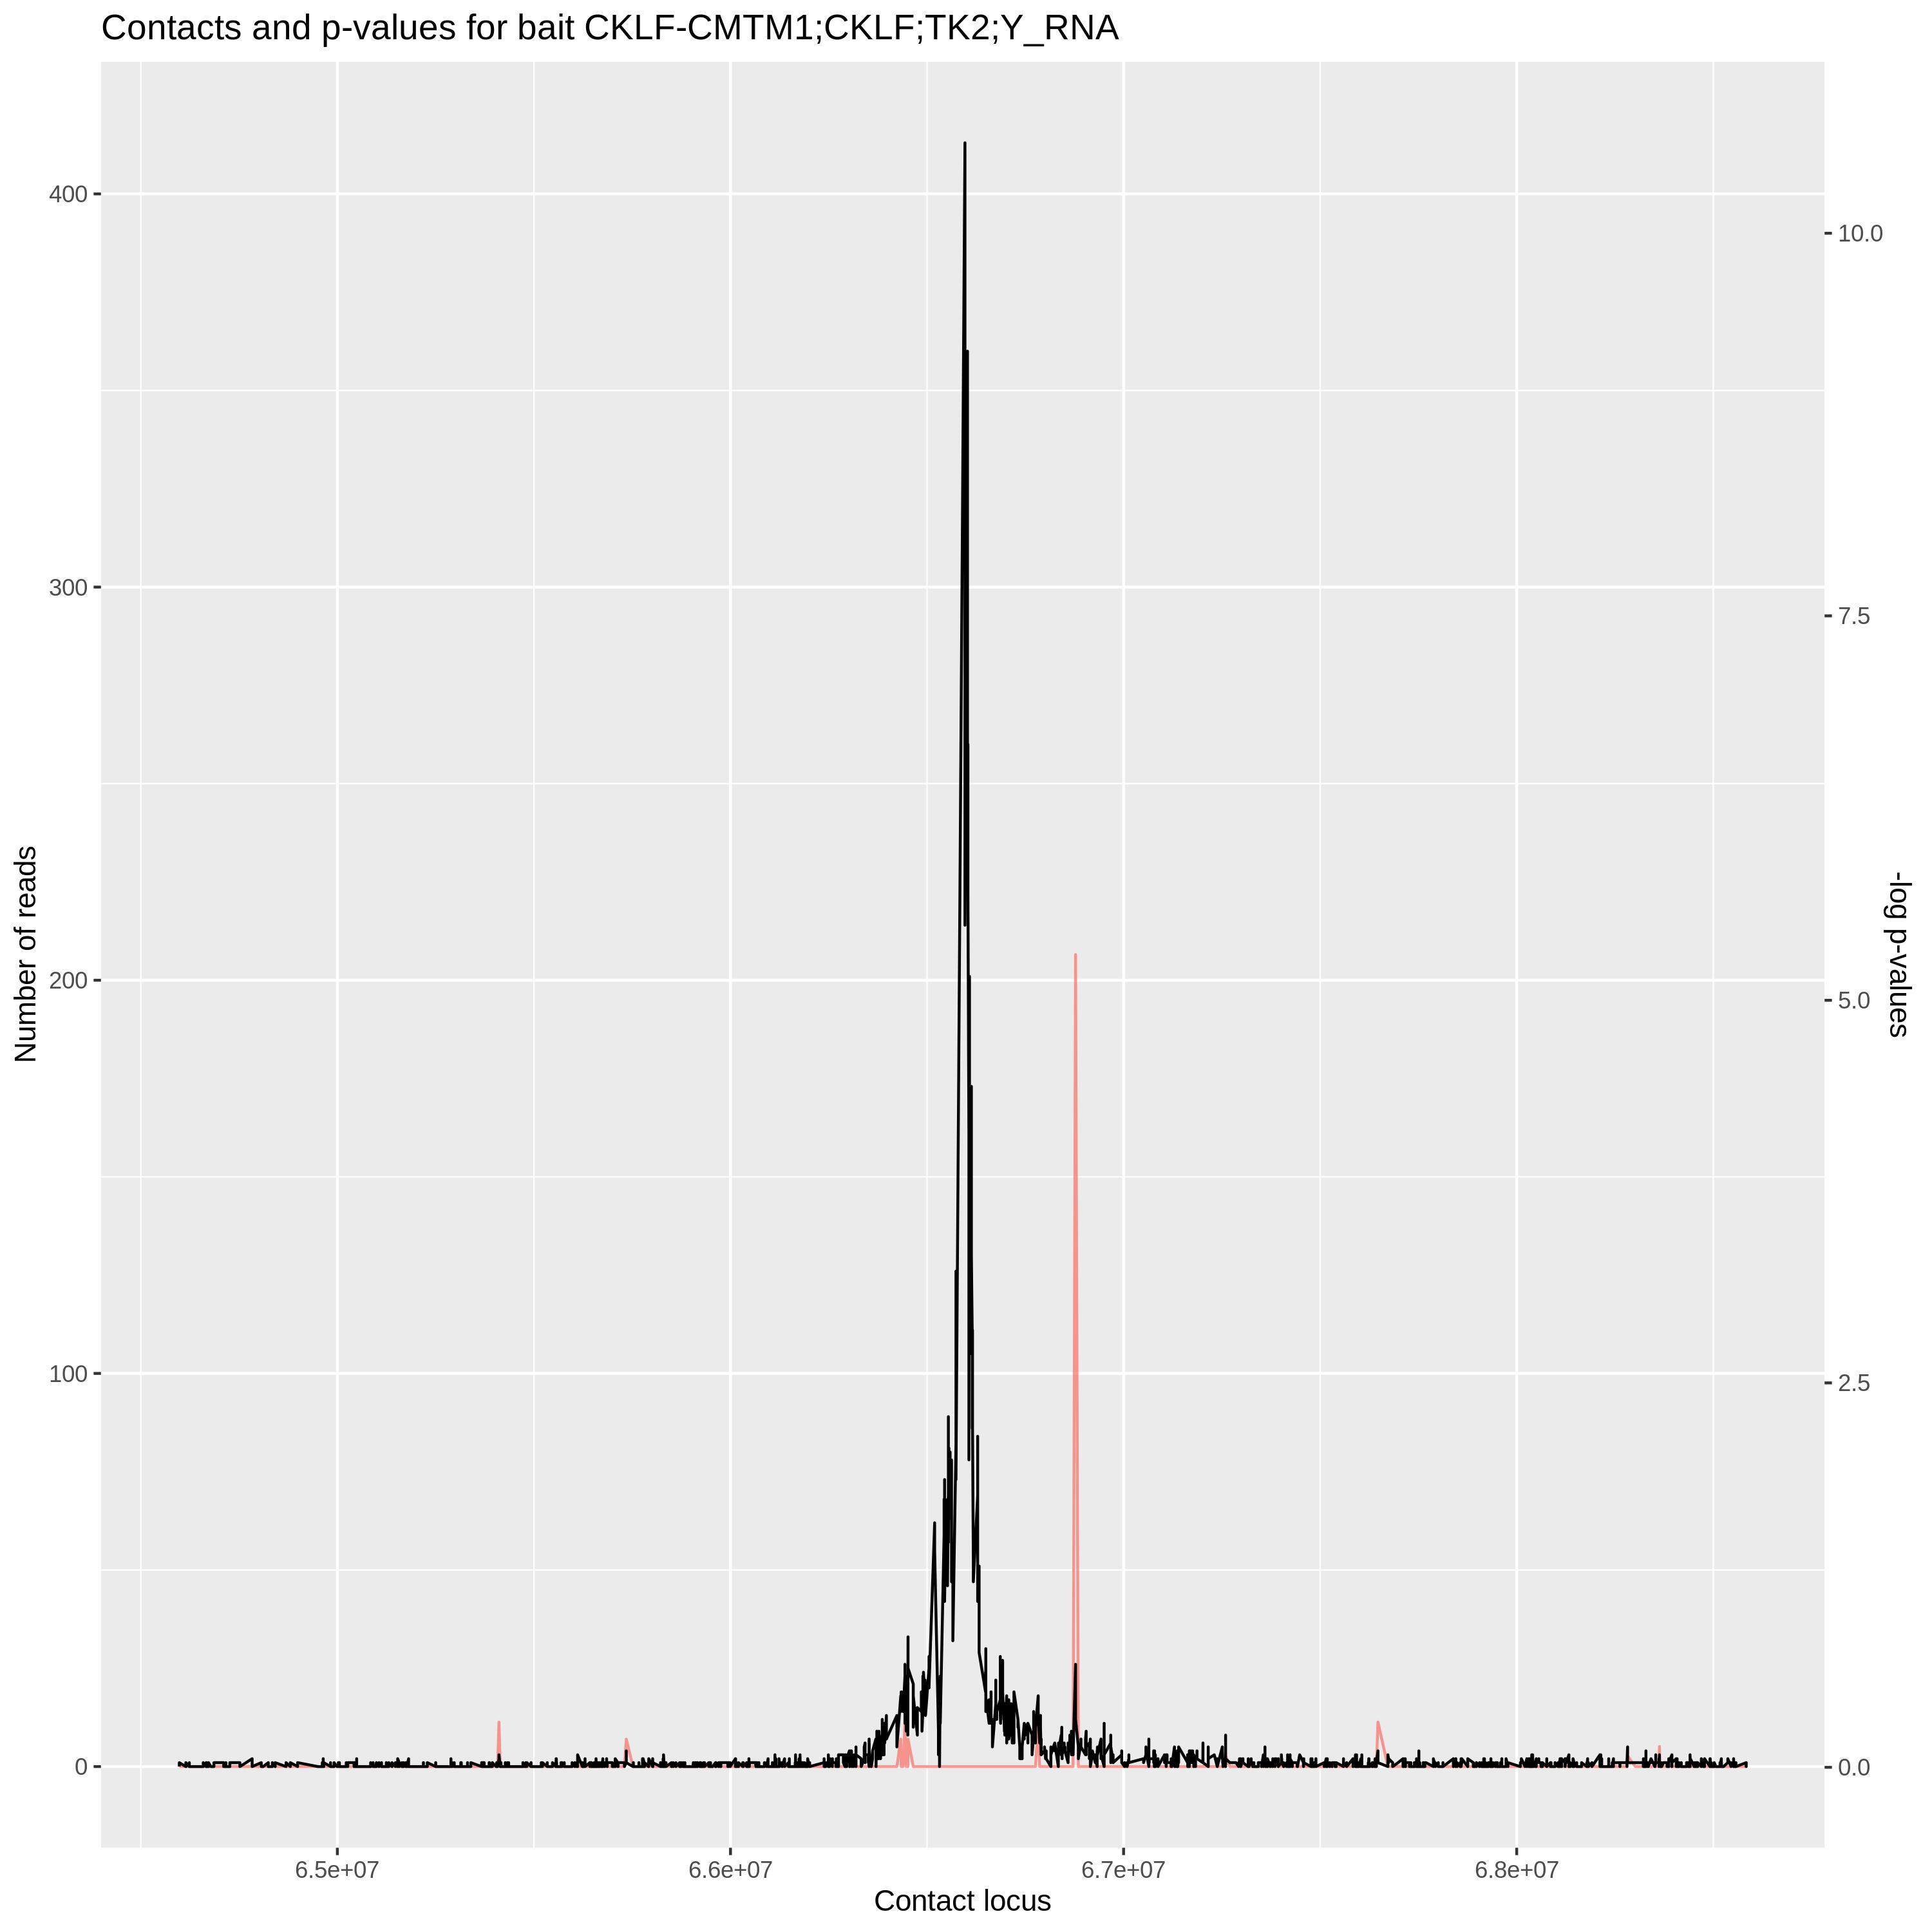 Contacts and p-values for bait CKLF-CMTM1;CKLF;TK2;Y_RNA
400
300
200
100
0
Number of reads
10.0
7.5
5.0
2.5
0.0
-log p-values
6.5e+07
6.6e+07
6.7e+07
6.8e+07
Contact locus